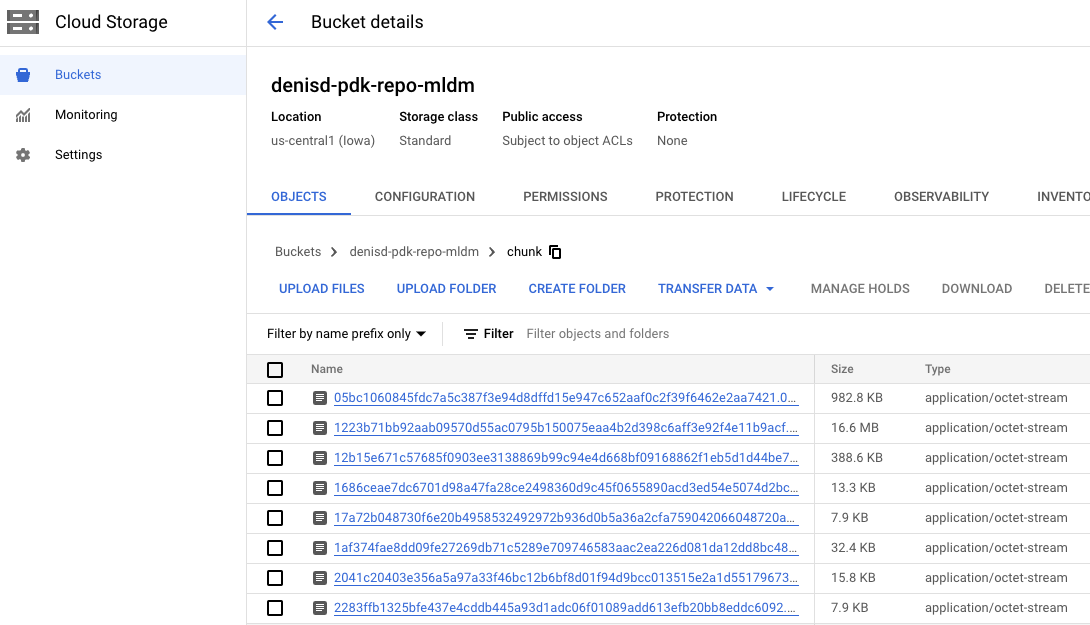 Cloud Storage
Bucket details
Buckets
Monitoring
Settings
denisd-pdk-repo-mldm
Location Storage class Public access Protection
us-central1 (Iowa) Standard Subject to object ACLs None
OBJECTS CONFIGURATION PERMISSIONS PROTECTION LIFECYCLE OBSERVABILITY INVENTO
Buckets > denisd-pdk-repo-mldm > chunk
UPLOAD FILES UPLOAD FOLDER CREATE FOLDER TRANSFER DATA MANAGE HOLDS DOWNLOAD DELETE
Filter by name prefix only Filter Filter objects and folders
Name Size Type
05bc1060845fdc7a5c387f3e94d8dffd15e947c652aaf0c2f39f6462e2aa7421.0... 982.8 KB application/octet-stream
1223b71bb92aab09570d55ac0795b150075eaa4b2d398c6aff3e92f4e11b9acf.... 16.6 MB application/octet-stream
12b15e671c57685f0903ee3138869b99c94e4d668bf09168862f1eb5d1d44be7... 388.6 KB application/octet-stream
1686ceae7dc6701d98a47fa28ce2498360d9c45f0655890acd3ed54e5074d2bc... 13.3 KB application/octet-stream
17a72b048730f6e20b4958532492972b936d0b5a36a2cfa759042066048720a... 7.9 KB application/octet-stream
1af374fae8dd09fe27269db71c5289e709746583aac2ea226d081da12dd8bc48... 32.4 KB application/octet-stream
2041c20403e356a5a97a33f46bc12b6bf8d01f94d9bcc013515e2a1d55179673... 15.8 KB application/octet-stream
2283ffb1325bfe437e4cddb445a93d1adc06f01089add613efb20bb8eddc6092.... 7.9 KB application/octet-stream